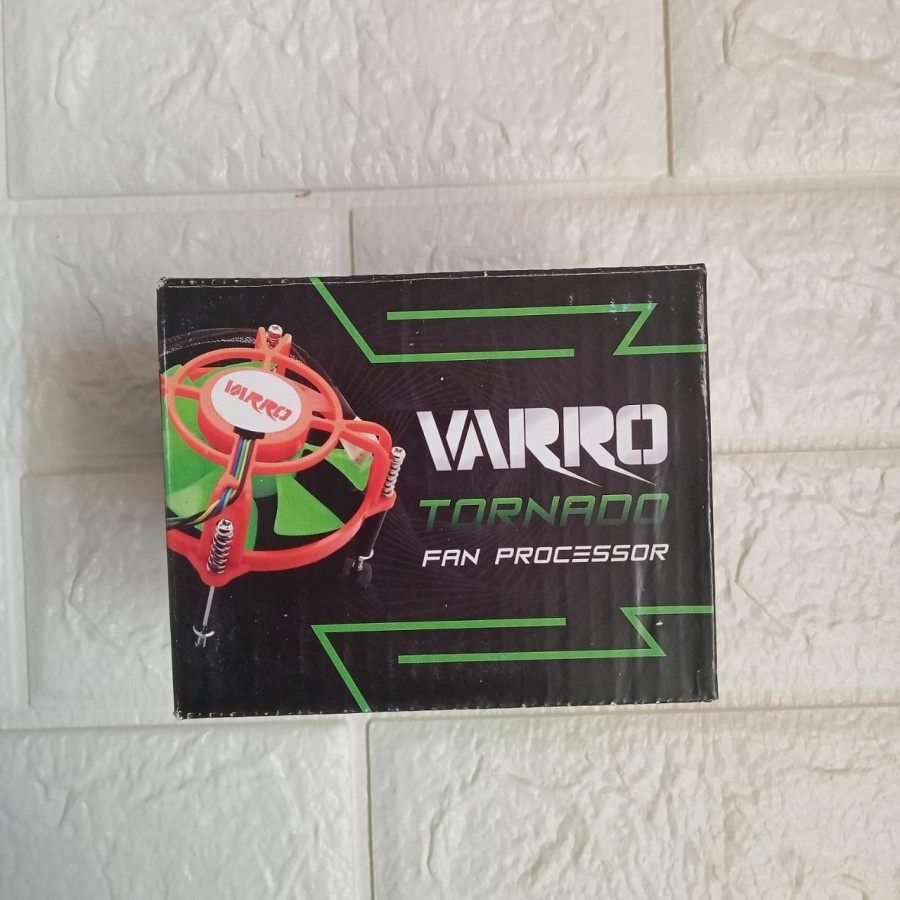 VARRO
VARRO
TORNADO
FAN PROCESSOR